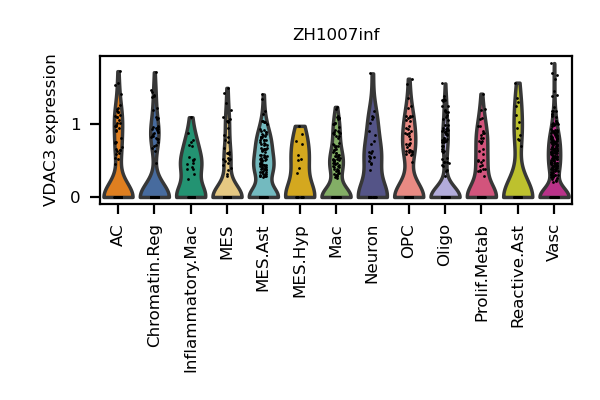 ZH1007inf
VDAC3 expression
1
0
AC
Chromatin.Reg
Inflammatory.Mac
MES
MES.Ast
MES.Hyp
Mac
Neuron
OPC
Oligo
Prolif.Metab
Reactive.Ast
Vasc